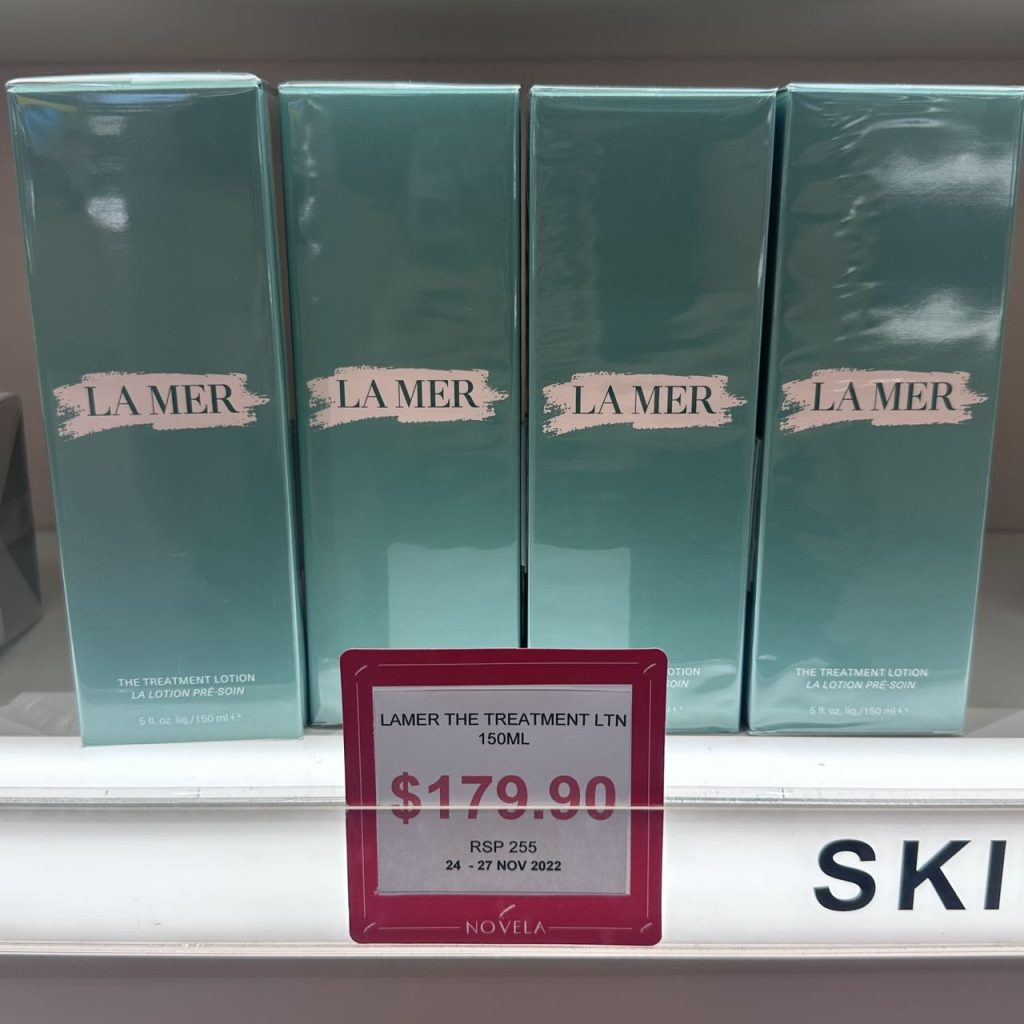 LA MER
LA MER
LA MER
LA MER
THE TREATMENT LOTION
LA LOTION PRÉ-SOIN
5 fl. oz. liq./150 ml ℮
OTION
SOIN
℮
THE TREATMENT LOTION
LA LOTION PRÉ-SOIN
5 fl. oz. liq./150 ml ℮
LAMER THE TREATMENT LTN
150ML
$179.90
RSP 255
24 - 27 NOV 2022
NOVELA
SKI